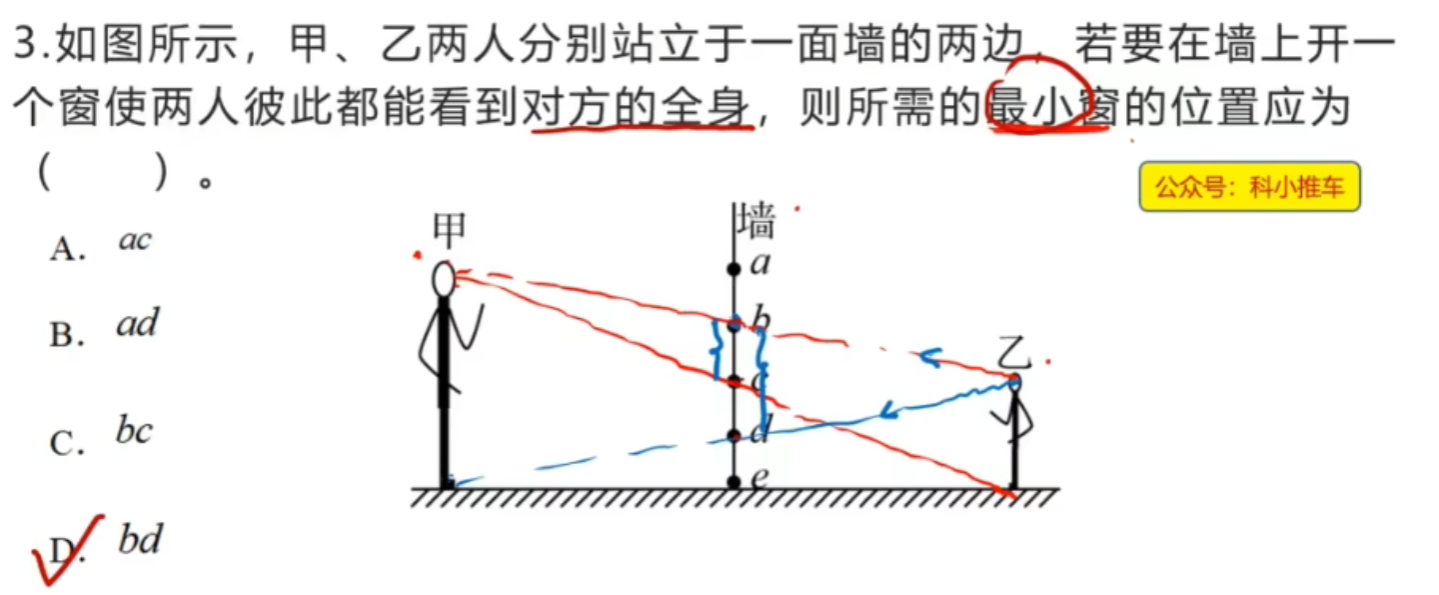 3.如图所示，甲、乙两人分别站立于一面墙的两边，若要在墙上开一
个窗使两人彼此都能看到对方的全身，则所需的最小窗的位置应为
(    )。
公众号：科小推车
A. ac
B. ad
C. bc
D. bd
甲
墙
a
b
c
d
e
乙